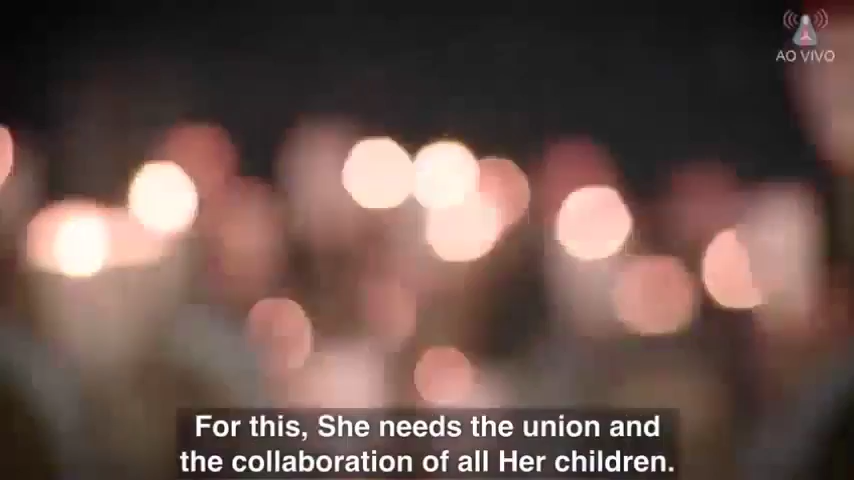 AO VIVO
For this, She needs the union and
the collaboration of all Her children.